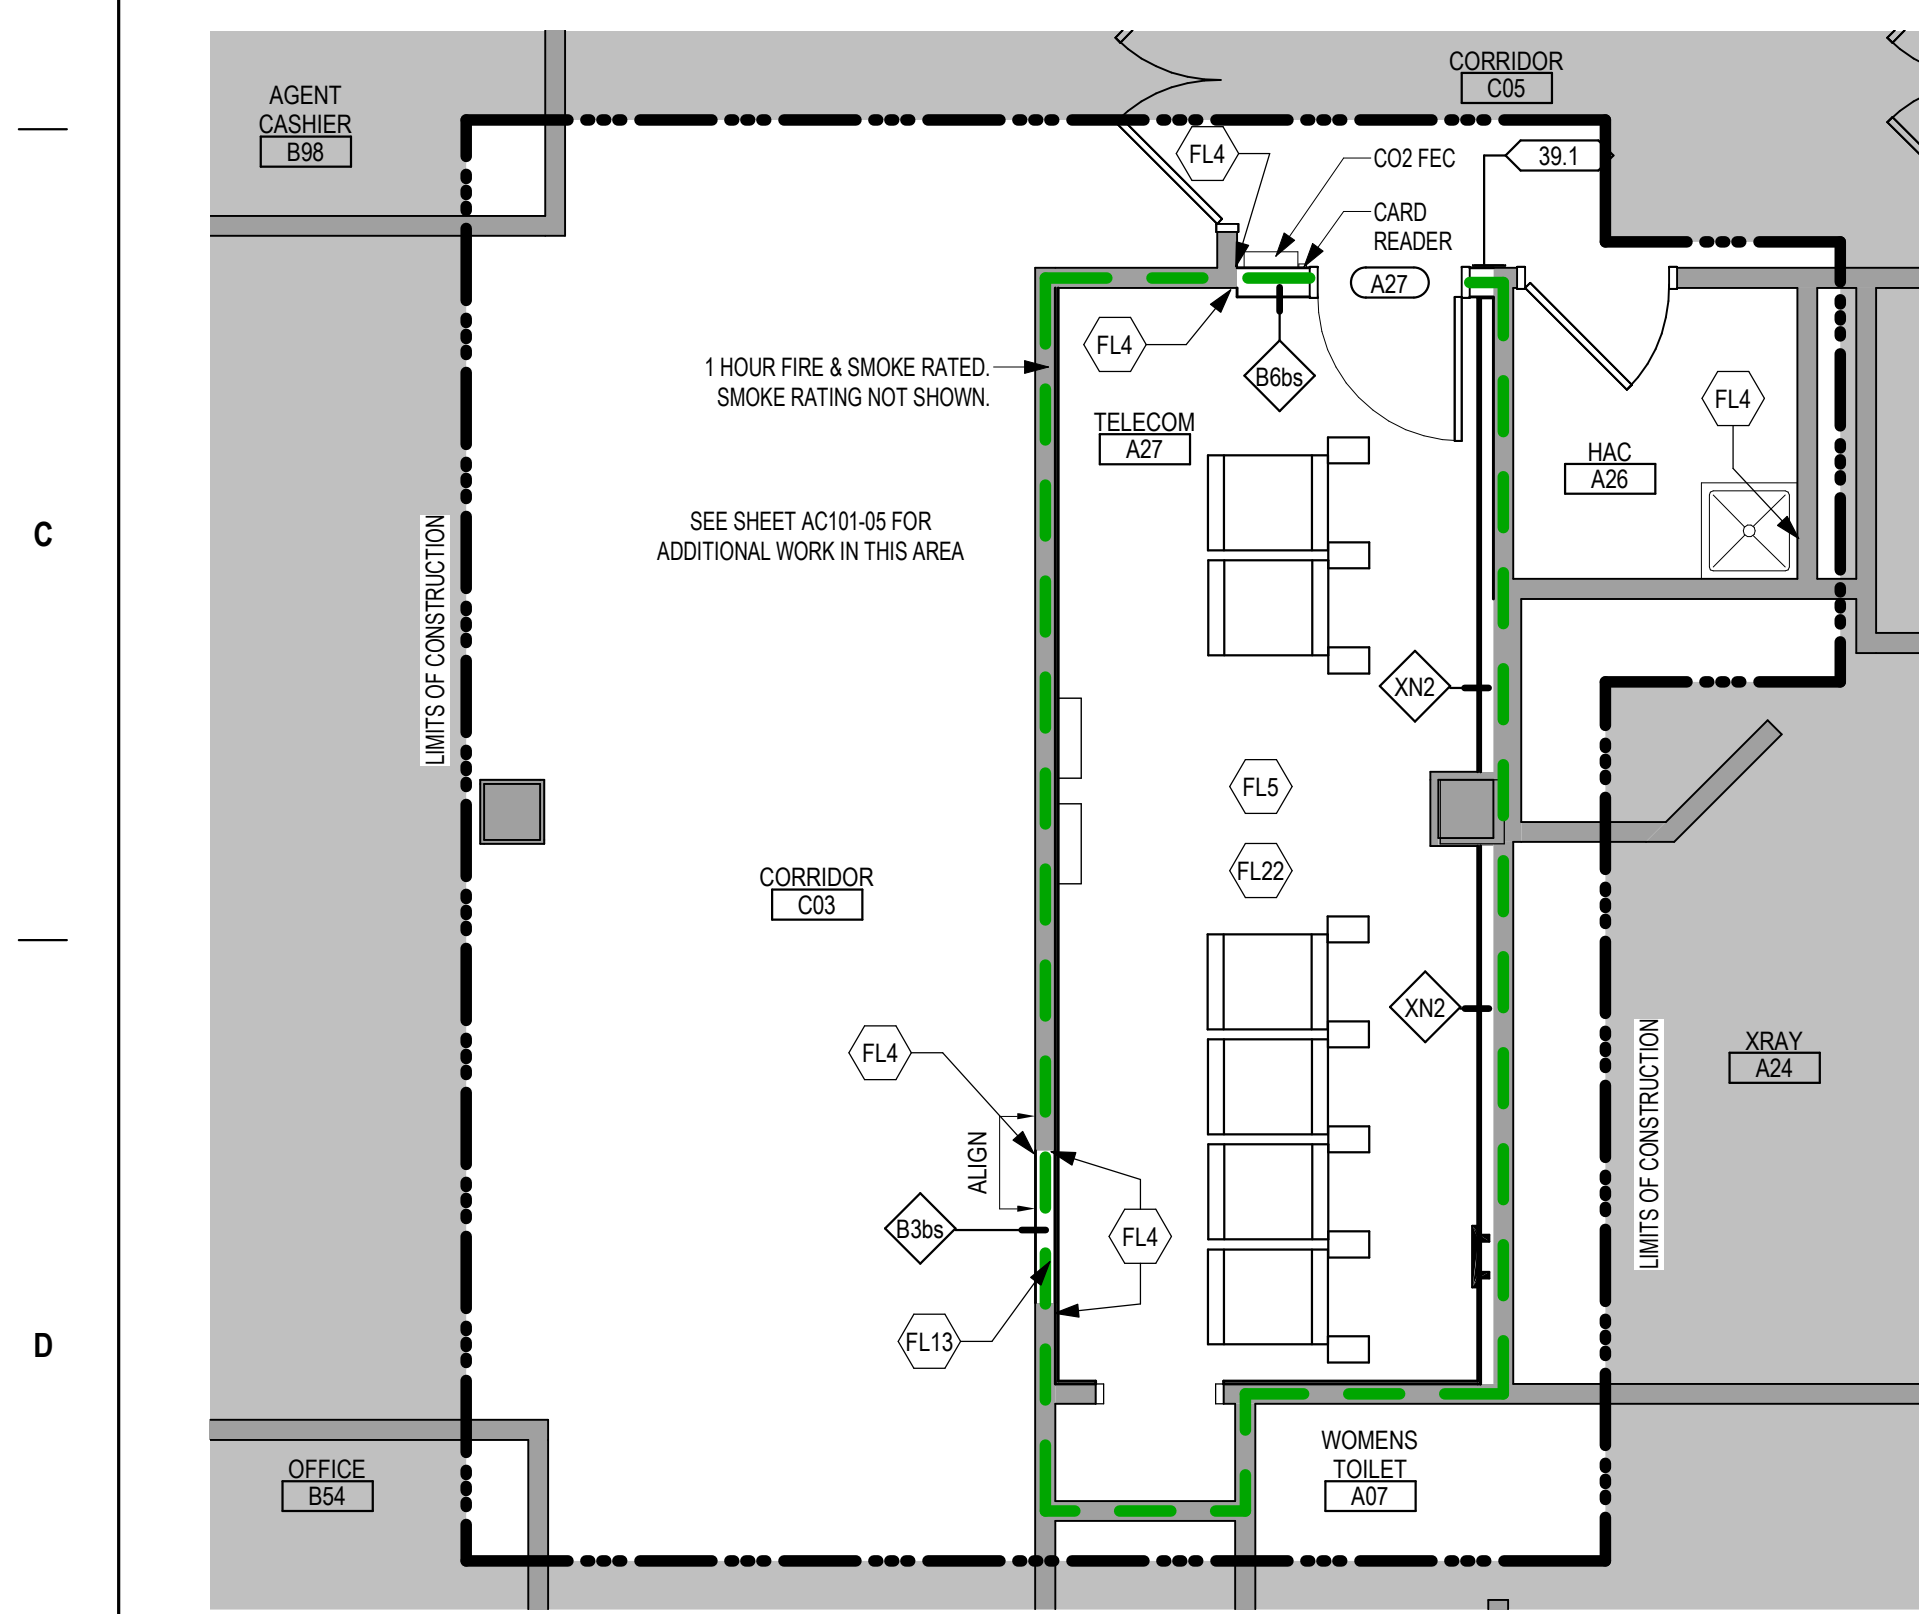 CORRIDOR
C05
AGENT
CASHIER
B98
FL4
CO2 FEC
39.1
CARD
READER
A27
FL4
B6bs
1 HOUR FIRE & SMOKE RATED.
SMOKE RATING NOT SHOWN.
TELECOM
A27
FL4
HAC
A26
SEE SHEET AC101-05 FOR
ADDITIONAL WORK IN THIS AREA
C
LIMITS OF CONSTRUCTION
XN2
FL5
FL22
CORRIDOR
C03
XN2
FL4
XRAY
A24
LIMITS OF CONSTRUCTION
ALIGN
B3bs
FL4
FL13
D
WOMENS
TOILET
A07
OFFICE
B54